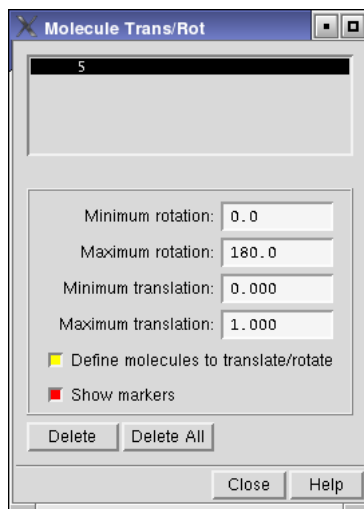 Molecule Trans/Rot
5
Minimum rotation: 0.0
Maximum rotation: 180.0
Minimum translation: 0.000
Maximum translation: 1.000
Define molecules to translate/rotate
Show markers
Delete Delete All
Close Help